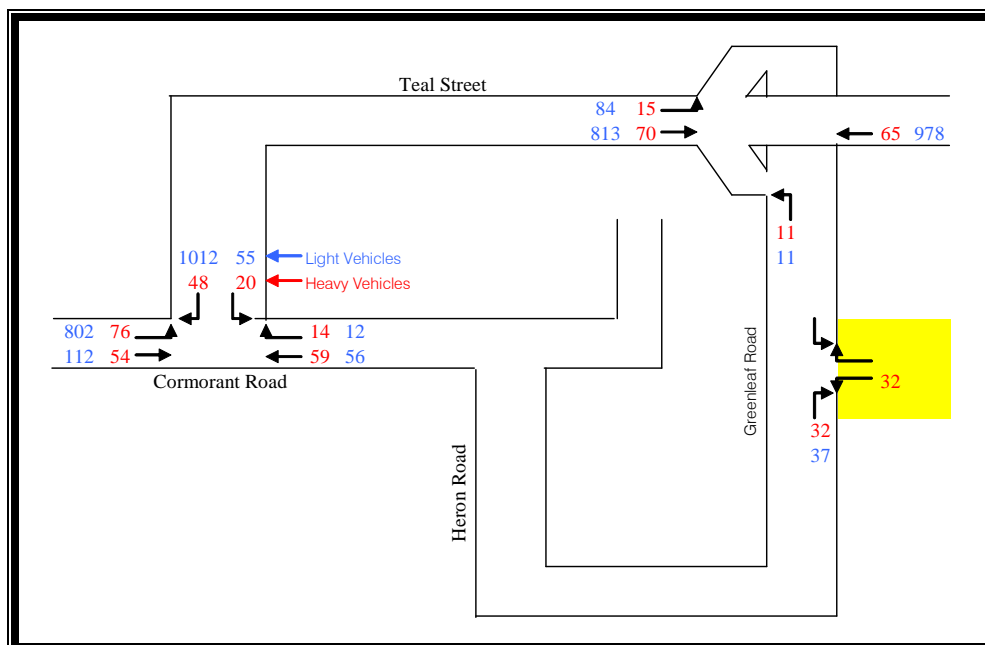 Teal Street
84 15
813 70
65 978
11
11
1012 55 Light Vehicles
48 20 Heavy Vehicles
802 76
14 12
112 54
59 56
Cormorant Road
Greenleaf Road
32
32
37
Heron Road